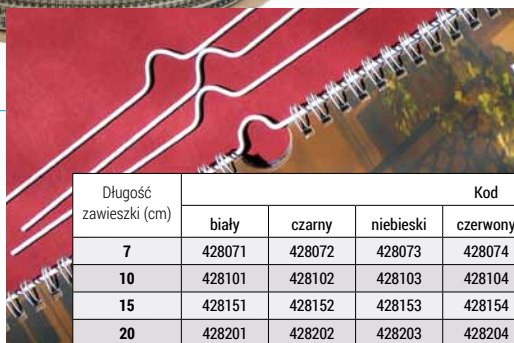 Długość zawieszki (cm) Kod
biały czarny niebieski czerwony
7 428071 428072 428073 428074
10 428101 428102 428103 428104
15 428151 428152 428153 428154
20 428201 428202 428203 428204